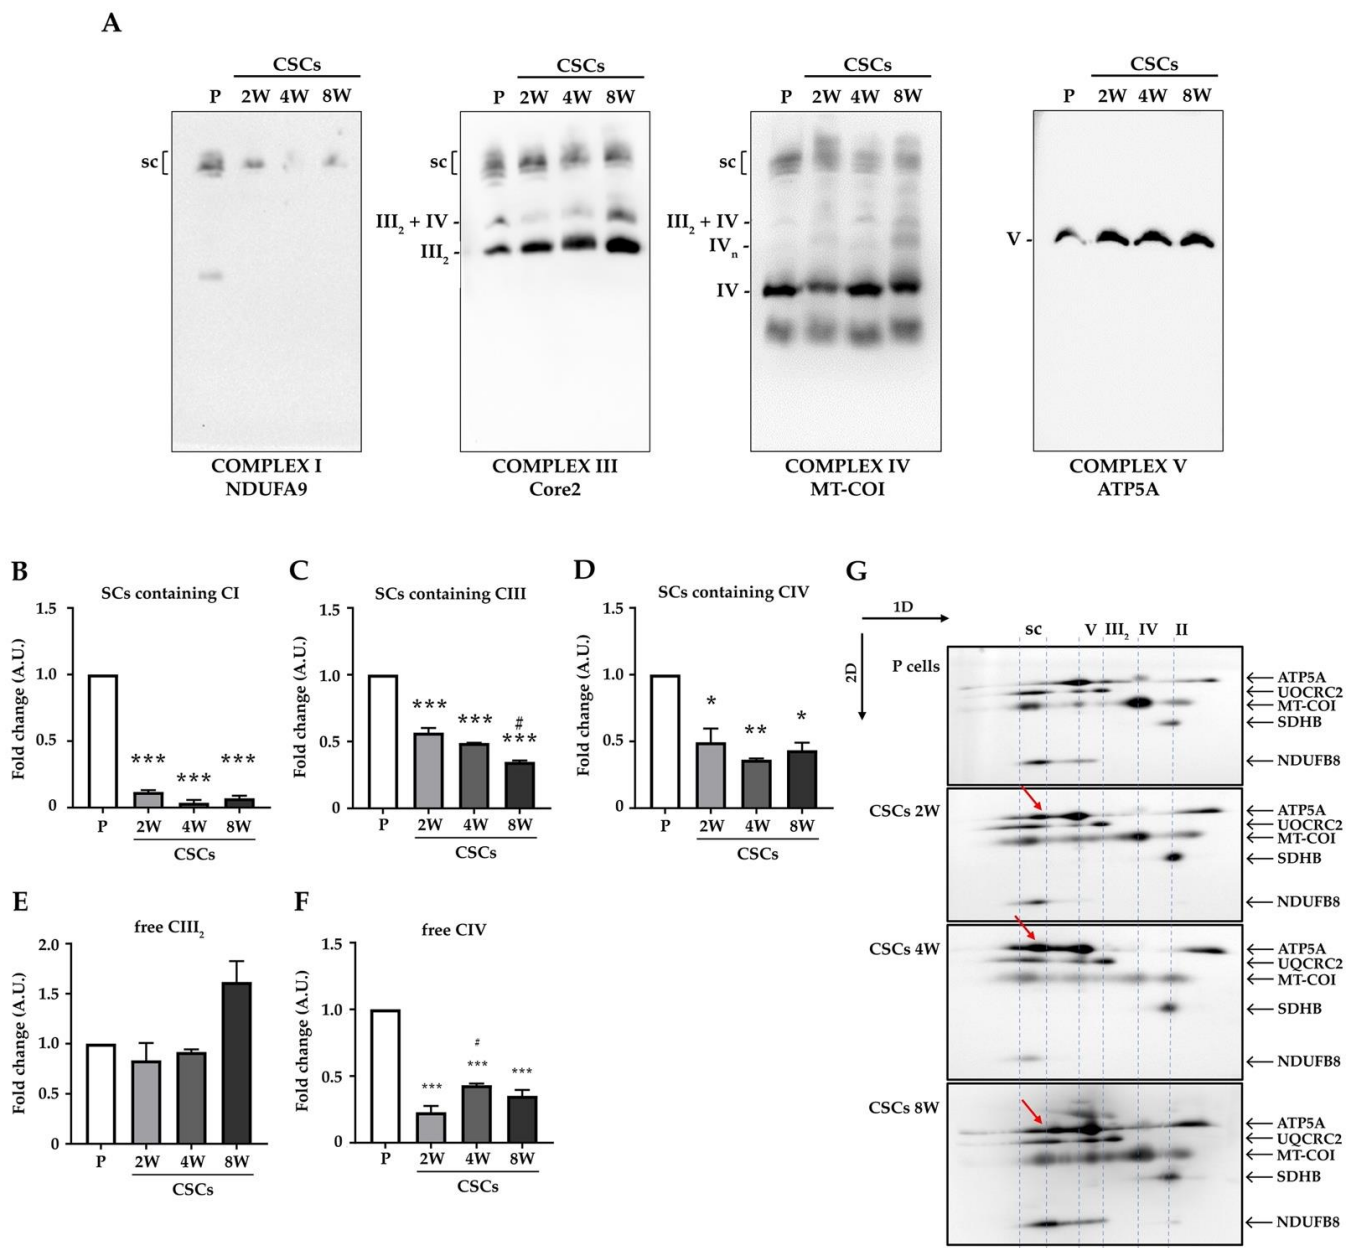 A
CSCs CSCs CSCs CSCs
P 2W 4W 8W P 2W 4W 8W P 2W 4W 8W P 2W 4W 8W
sc sc sc
III2 + IV III2 + IV
III2 IVn V
IV
COMPLEX I COMPLEX III COMPLEX IV COMPLEX V
NDUFA9 Core2 MT-COI ATP5A
B
SCs containing CI
Fold change (A.U.)
1.5
1.0
0.5
0
*** *** ***
P 2W 4W 8W
CSCs
C
SCs containing CIII
Fold change (A.U.)
1.5
1.0
0.5
0
#
*** *** ***
P 2W 4W 8W
CSCs
D
SCs containing CIV
Fold change (A.U.)
1.5
1.0
0.5
0
* ** *
P 2W 4W 8W
CSCs
E
free CIII2
Fold change (A.U.)
2.0
1.5
1.0
0.5
0
P 2W 4W 8W
CSCs
F
free CIV
Fold change (A.U.)
1.5
1.0
0.5
0
#
*** *** ***
P 2W 4W 8W
CSCs
G
1D
2D
sc V III2 IV II
P cells
ATP5A
UOCRC2
MT-COI
SDHB
NDUFB8
CSCs 2W
ATP5A
UOCRC2
MT-COI
SDHB
NDUFB8
CSCs 4W
ATP5A
UQCRC2
MT-COI
SDHB
NDUFB8
CSCs 8W
ATP5A
UQCRC2
MT-COI
SDHB
NDUFB8